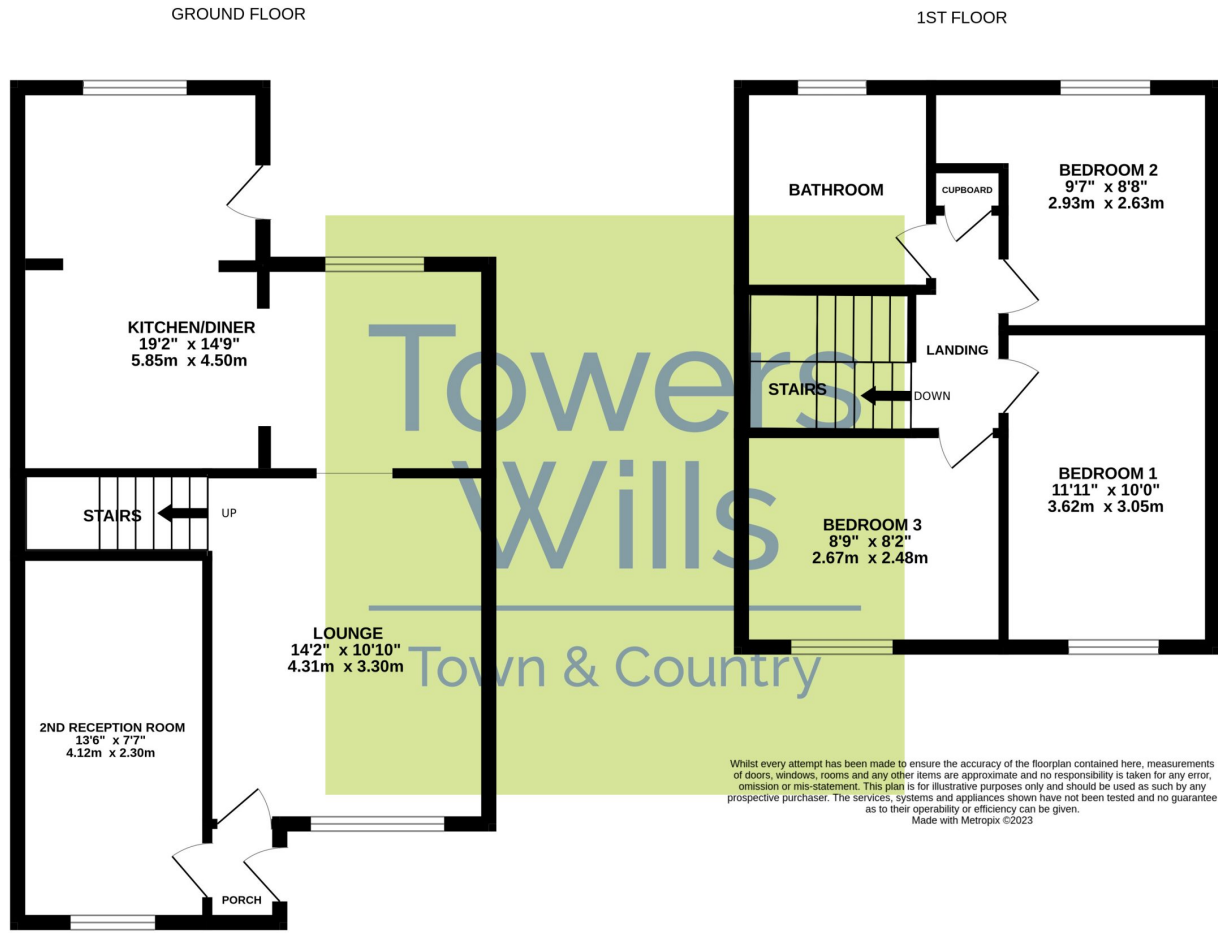 GROUND FLOOR
KITCHEN/DINER
19'2" x 14'9"
5.85m x 4.50m
STAIRS
UP
LOUNGE
14'2" x 10'10"
4.31m x 3.30m
2ND RECEPTION ROOM
13'6" x 7'7"
4.12m x 2.30m
PORCH
1ST FLOOR
BATHROOM
CUPBOARD
BEDROOM 2
9'7" x 8'8"
2.93m x 2.63m
LANDING
STAIRS
DOWN
BEDROOM 1
11'11" x 10'0"
3.62m x 3.05m
BEDROOM 3
8'9" x 8'2"
2.67m x 2.48m
Towers
Wills
Town & Country
Whilst every attempt has been made to ensure the accuracy of the floorplan contained here, measurements
of doors, windows, rooms and any other items are approximate and no responsibility is taken for any error,
omission or mis-statement. This plan is for illustrative purposes only and should be used as such by any
prospective purchaser. The services, systems and appliances shown have not been tested and no guarantee
as to their operability or efficiency can be given.
Made with Metropix ©2023